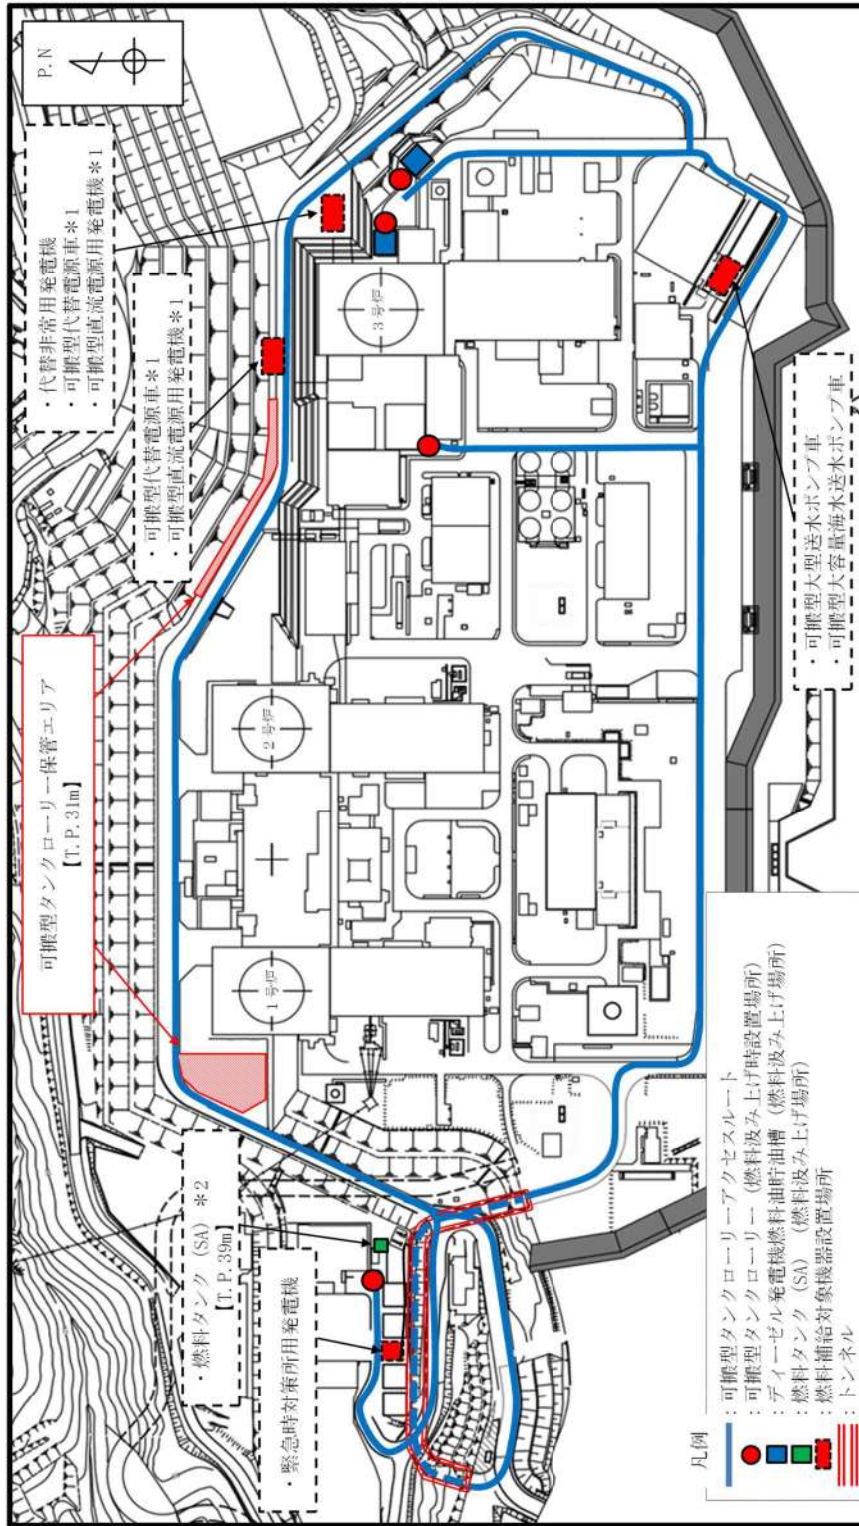 P.N
・代替非常用発電機
・可搬型代替電源車*1
・可搬型直流電源用発電機*1
・可搬型代替電源車*1
・可搬型直流電源用発電機*1
可搬型タンクローリー保管エリア
【T.P.31m】
・燃料タンク（SA）*2
【T.P.39m】
・緊急時対策所用発電機
1号炉
2号炉
3号炉
・可搬型大型送水ポンプ車
・可搬型大容量海水送水ポンプ車
凡例
：可搬型タンクローリーアクセスルート
：可搬型タンクローリー（燃料汲み上げ時設置場所）
：ディーゼル発電機燃料油貯油槽（燃料汲み上げ場所）
：燃料タンク（SA）（燃料汲み上げ場所）
：燃料補給対象機器設置場所
：トンネル